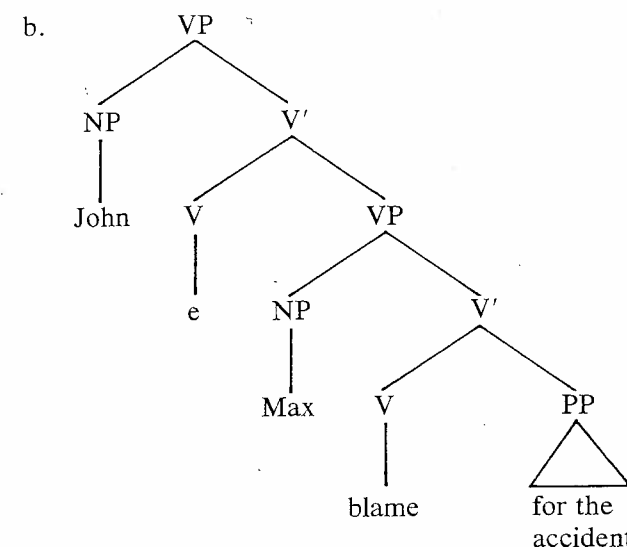 b.
VP
NP V'
John V VP
e NP V'
Max V PP
blame for the
accident